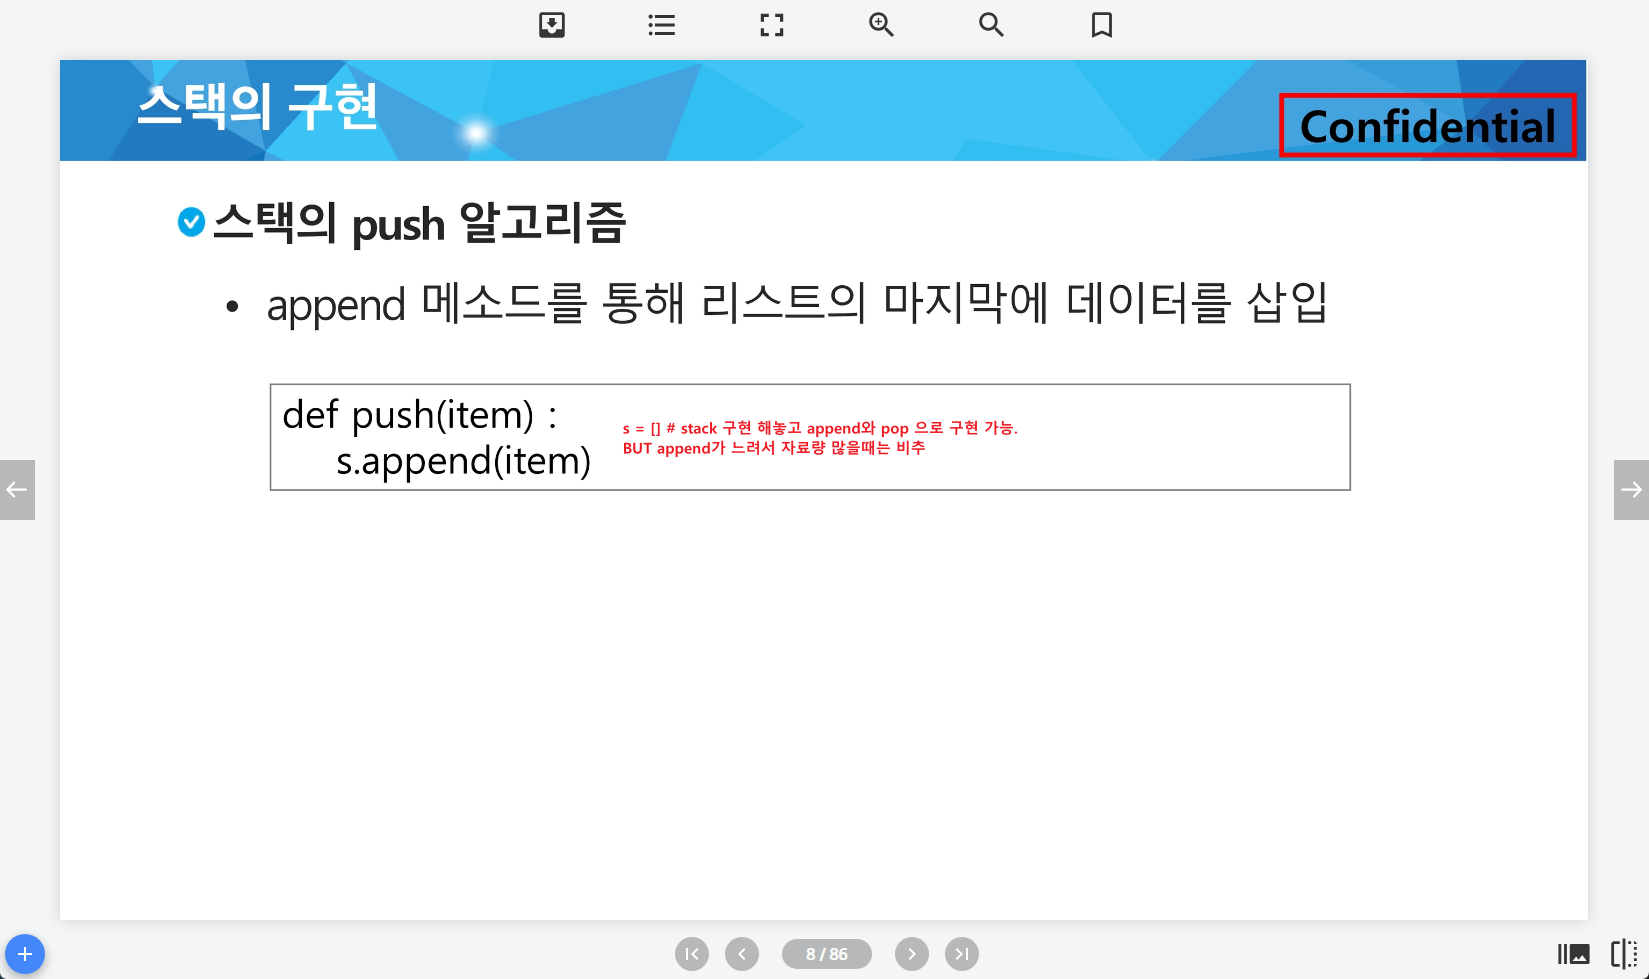 스택의 구현
Confidential
스택의 push 알고리즘
• append 메소드를 통해 리스트의 마지막에 데이터를 삽입
def push(item) :
s.append(item)
s = [] # stack 구현 해놓고 append와 pop 으로 구현 가능.
BUT append가 느려서 자료량 많을때는 비추
8 / 86